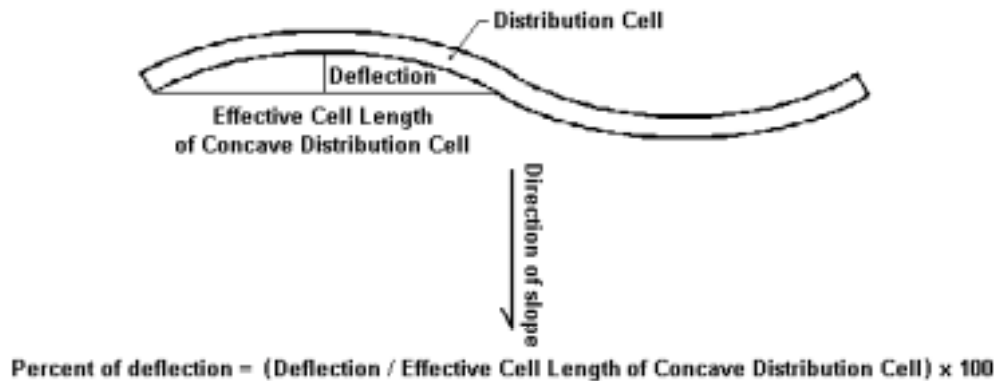 Distribution Cell
Deflection
Effective Cell Length
of Concave Distribution Cell
Direction of slope
Percent of deflection = (Deflection / Effective Cell Length of Concave Distribution Cell) x 100